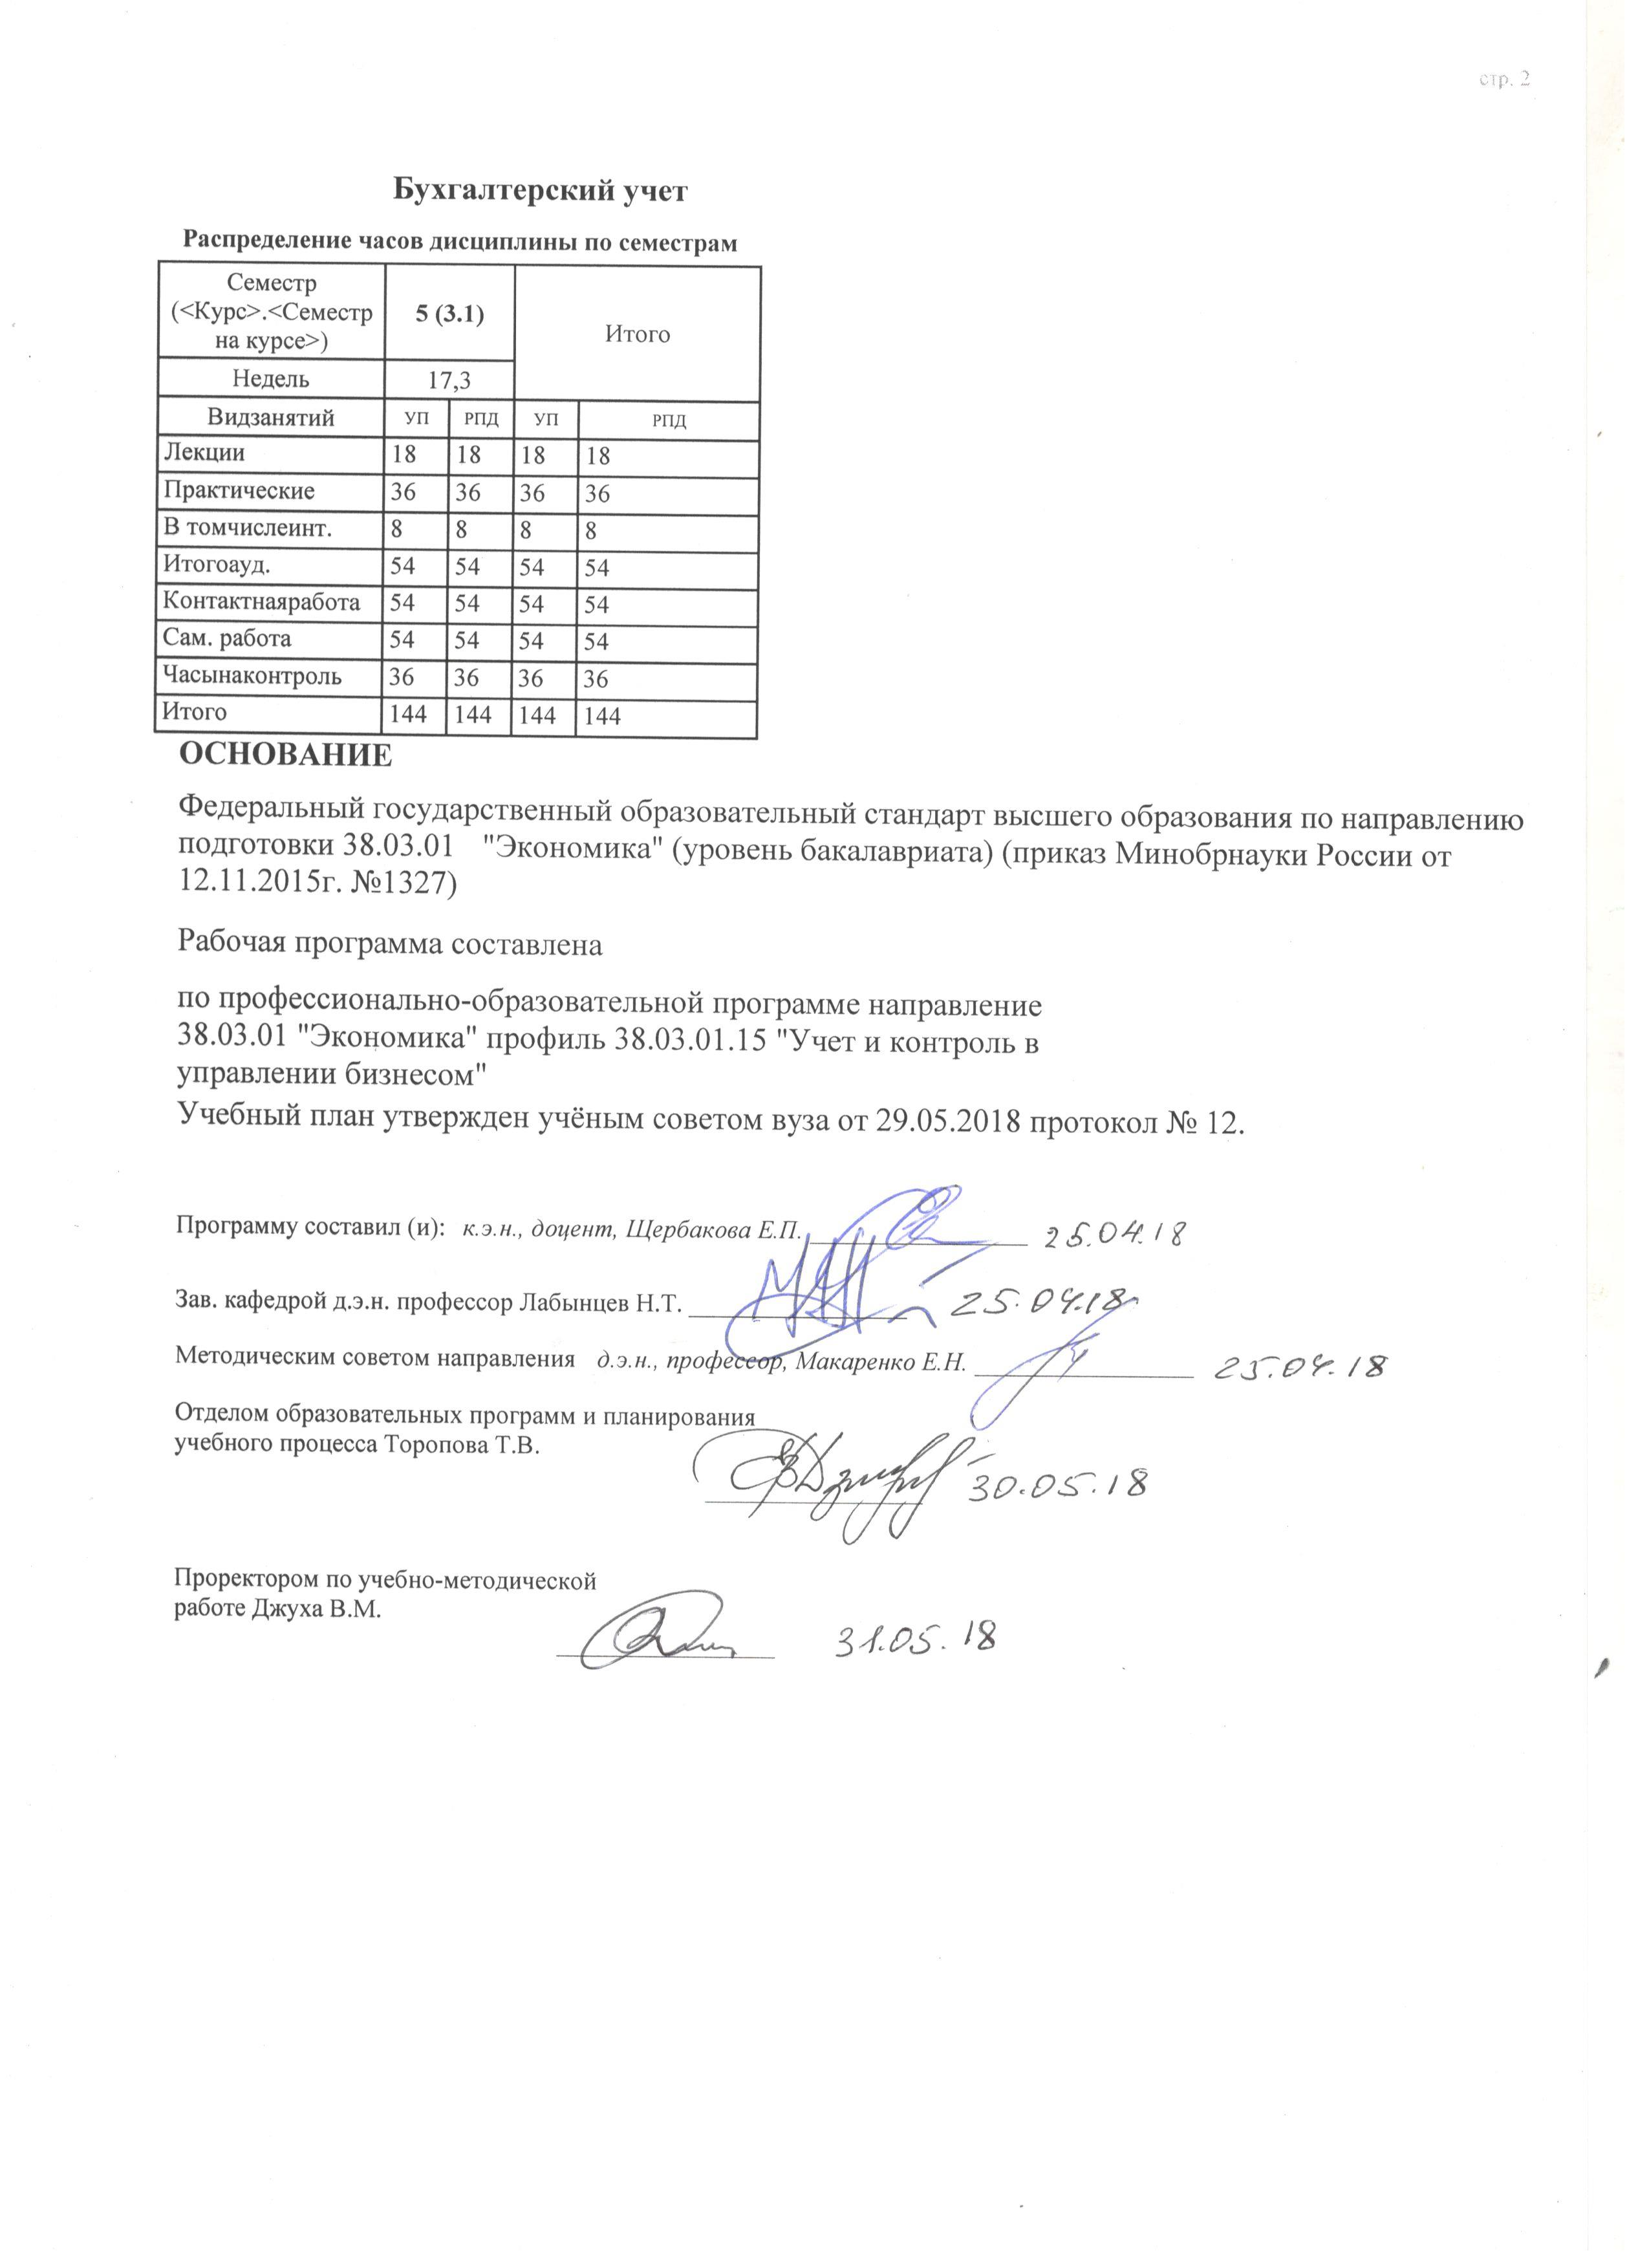 стр. 2
Бухгалтерский учет
Распределение часов дисциплины по семестрам
Семестр
(<Курс>.<Семестр
на курсе>)
5 (3.1)
Итого
Недель 17,3
Видзанятий УП РПД УП РПД
Лекции 18 18 18 18
Практические 36 36 36 36
В томчислеинт. 8 8 8 8
Итогоауд. 54 54 54 54
Контактнаяработа 54 54 54 54
Сам. работа 54 54 54 54
Часынаконтроль 36 36 36 36
Итого 144 144 144 144
ОСНОВАНИЕ
Федеральный государственный образовательный стандарт высшего образования по направлению
подготовки 38.03.01 "Экономика" (уровень бакалавриата) (приказ Минобрнауки России от
12.11.2015г. №1327)
Рабочая программа составлена
по профессионально-образовательной программе направление
38.03.01 "Экономика" профиль 38.03.01.15 "Учет и контроль в
управлении бизнесом"
Учебный план утвержден учёным советом вуза от 29.05.2018 протокол № 12.
Программу составил (и): к.э.н., доцент, Щербакова Е.П. 25.04.18
Зав. кафедрой д.э.н. профессор Лабынцев Н.Т. 25.04.18
Методическим советом направления д.э.н., профессор, Макаренко Е.Н. 25.04.18
Отделом образовательных программ и планирования
учебного процесса Торопова Т.В.
30.05.18
Проректором по учебно-методической
работе Джуха В.М.
31.05.18